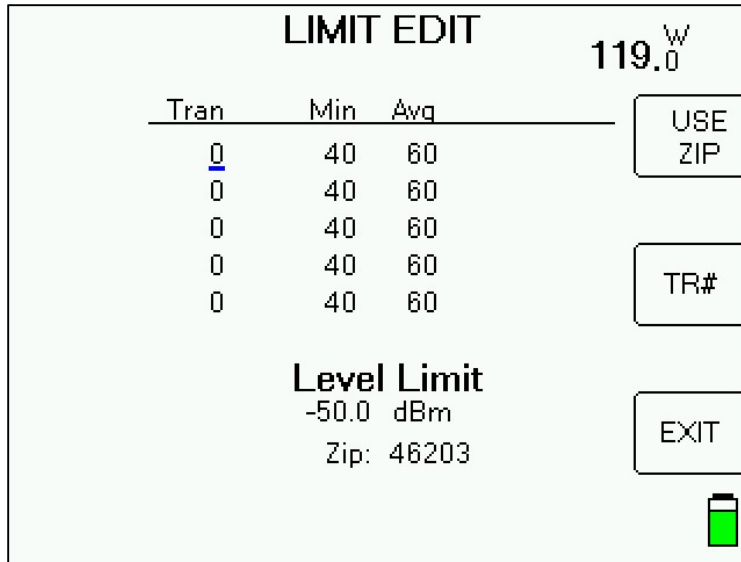 LIMIT EDIT
119.0 W
Tran Min Avg
0 40 60
0 40 60
0 40 60
0 40 60
0 40 60
Level Limit
-50.0 dBm
Zip: 46203
USE
ZIP
TR#
EXIT